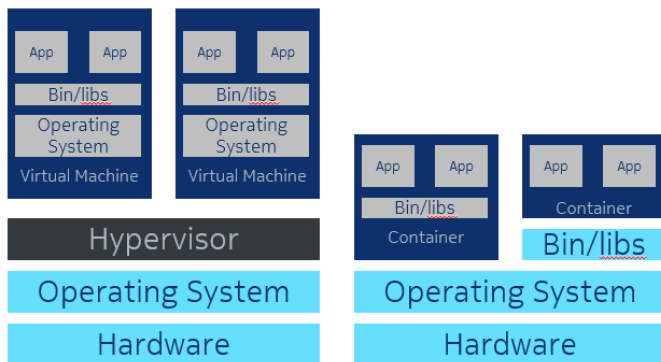 App App
Bin/libs
Operating
System
Virtual Machine
App App
Bin/libs
Operating
System
Virtual Machine
Hypervisor
Operating System
Hardware
App App
Bin/libs
Container
App App
Container
Bin/libs
Operating System
Hardware